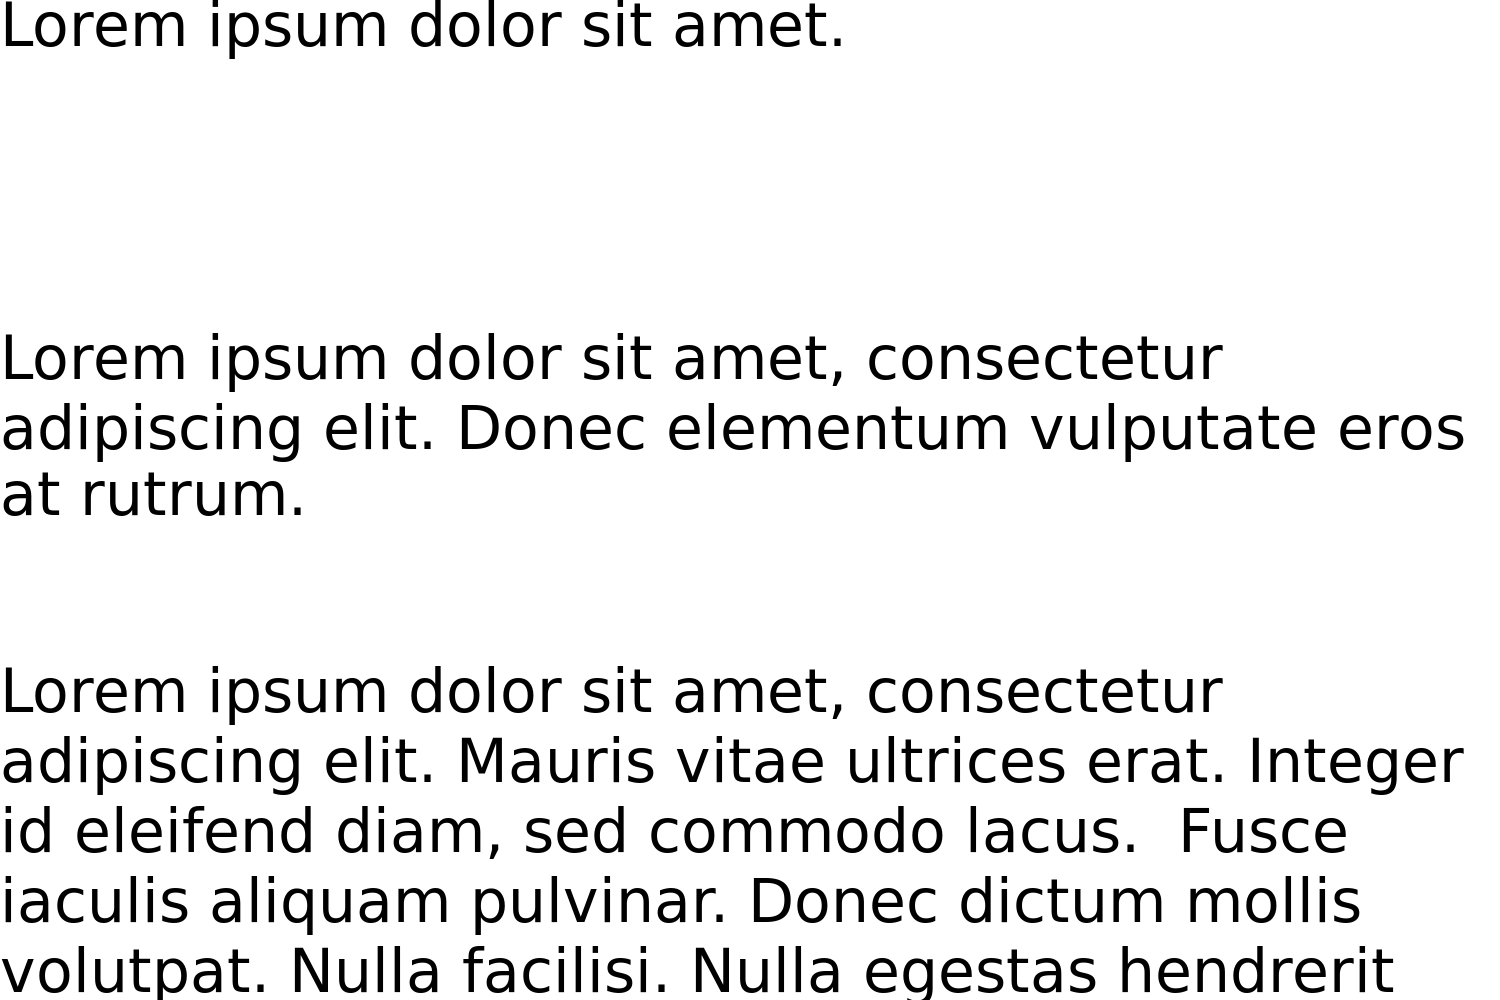 Lorem ipsum dolor sit amet.
Lorem ipsum dolor sit amet, consectetur
adipiscing elit. Donec elementum vulputate eros
at rutrum.
Lorem ipsum dolor sit amet, consectetur
adipiscing elit. Mauris vitae ultrices erat. Integer
id eleifend diam, sed commodo lacus.  Fusce
iaculis aliquam pulvinar. Donec dictum mollis
volutpat. Nulla facilisi. Nulla egestas hendrerit